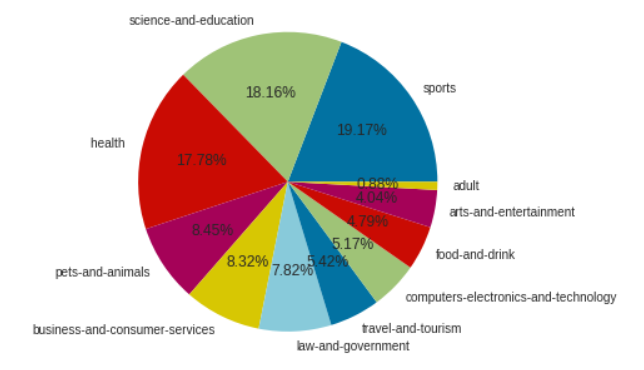 science-and-education
18.16%
sports
19.17%
health
17.78%
0.88%
adult
4.04%
arts-and-entertainment
4.79%
8.45%
5.17%
food-and-drink
8.32%
5.42%
7.82%
pets-and-animals
computers-electronics-and-technology
business-and-consumer-services
travel-and-tourism
law-and-government